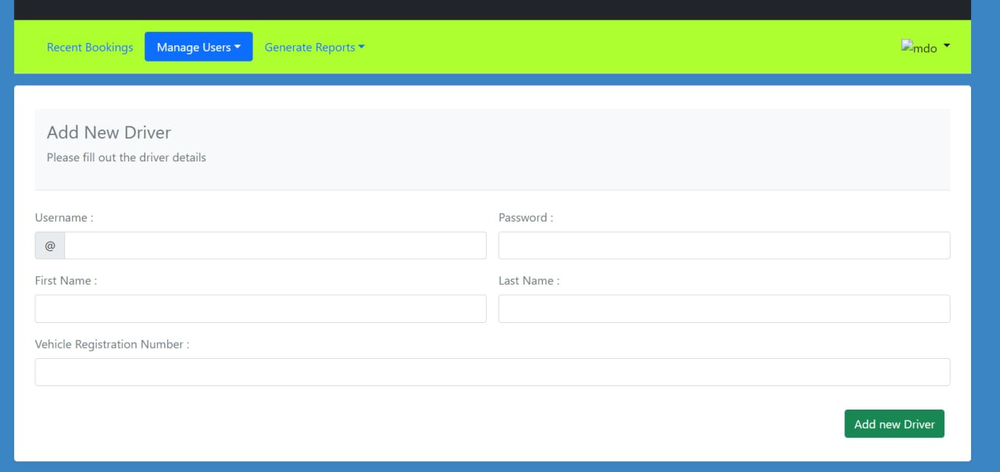 Recent Bookings Manage Users Generate Reports mdo
Add New Driver
Please fill out the driver details
Username : Password :
@
First Name : Last Name :
Vehicle Registration Number :
Add new Driver